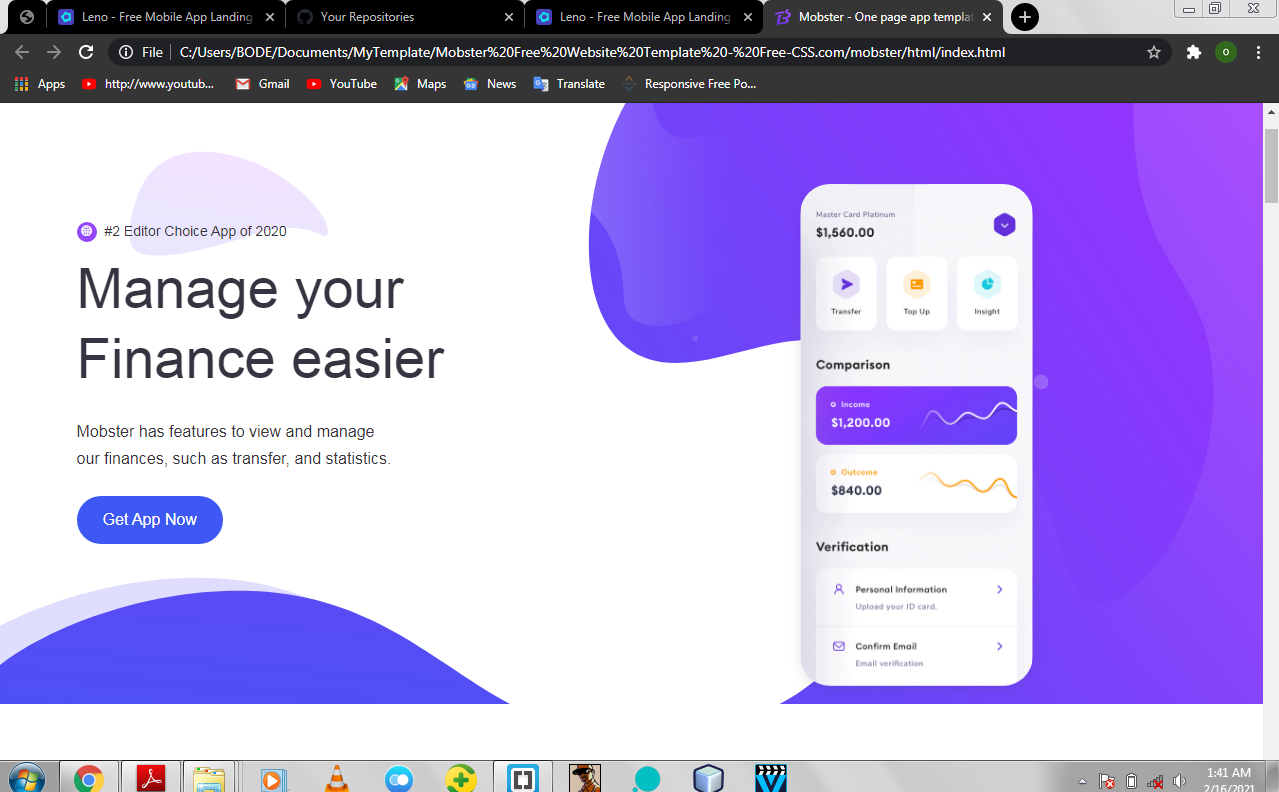 Leno - Free Mobile App Landing
Your Repositories
Leno - Free Mobile App Landing
Mobster - One page app templat
File
C:/Users/BODE/Documents/MyTemplate/Mobster%20Free%20Website%20Template%20-%20Free-CSS.com/mobster/html/index.html
O
Apps
http://www.youtub...
Gmail
YouTube
Maps
News
Translate
Responsive Free Po...
#2 Editor Choice App of 2020
Manage your
Finance easier
Mobster has features to view and manage
our finances, such as transfer, and statistics.
Get App Now
Master Card Platinum
$1,560.00
Transfer
Top Up
Insight
Comparison
Income
$1,200.00
Outcome
$840.00
Verification
Personal Information
Upload your ID card.
Confirm Email
Email verification
1:41 AM
2/16/2021